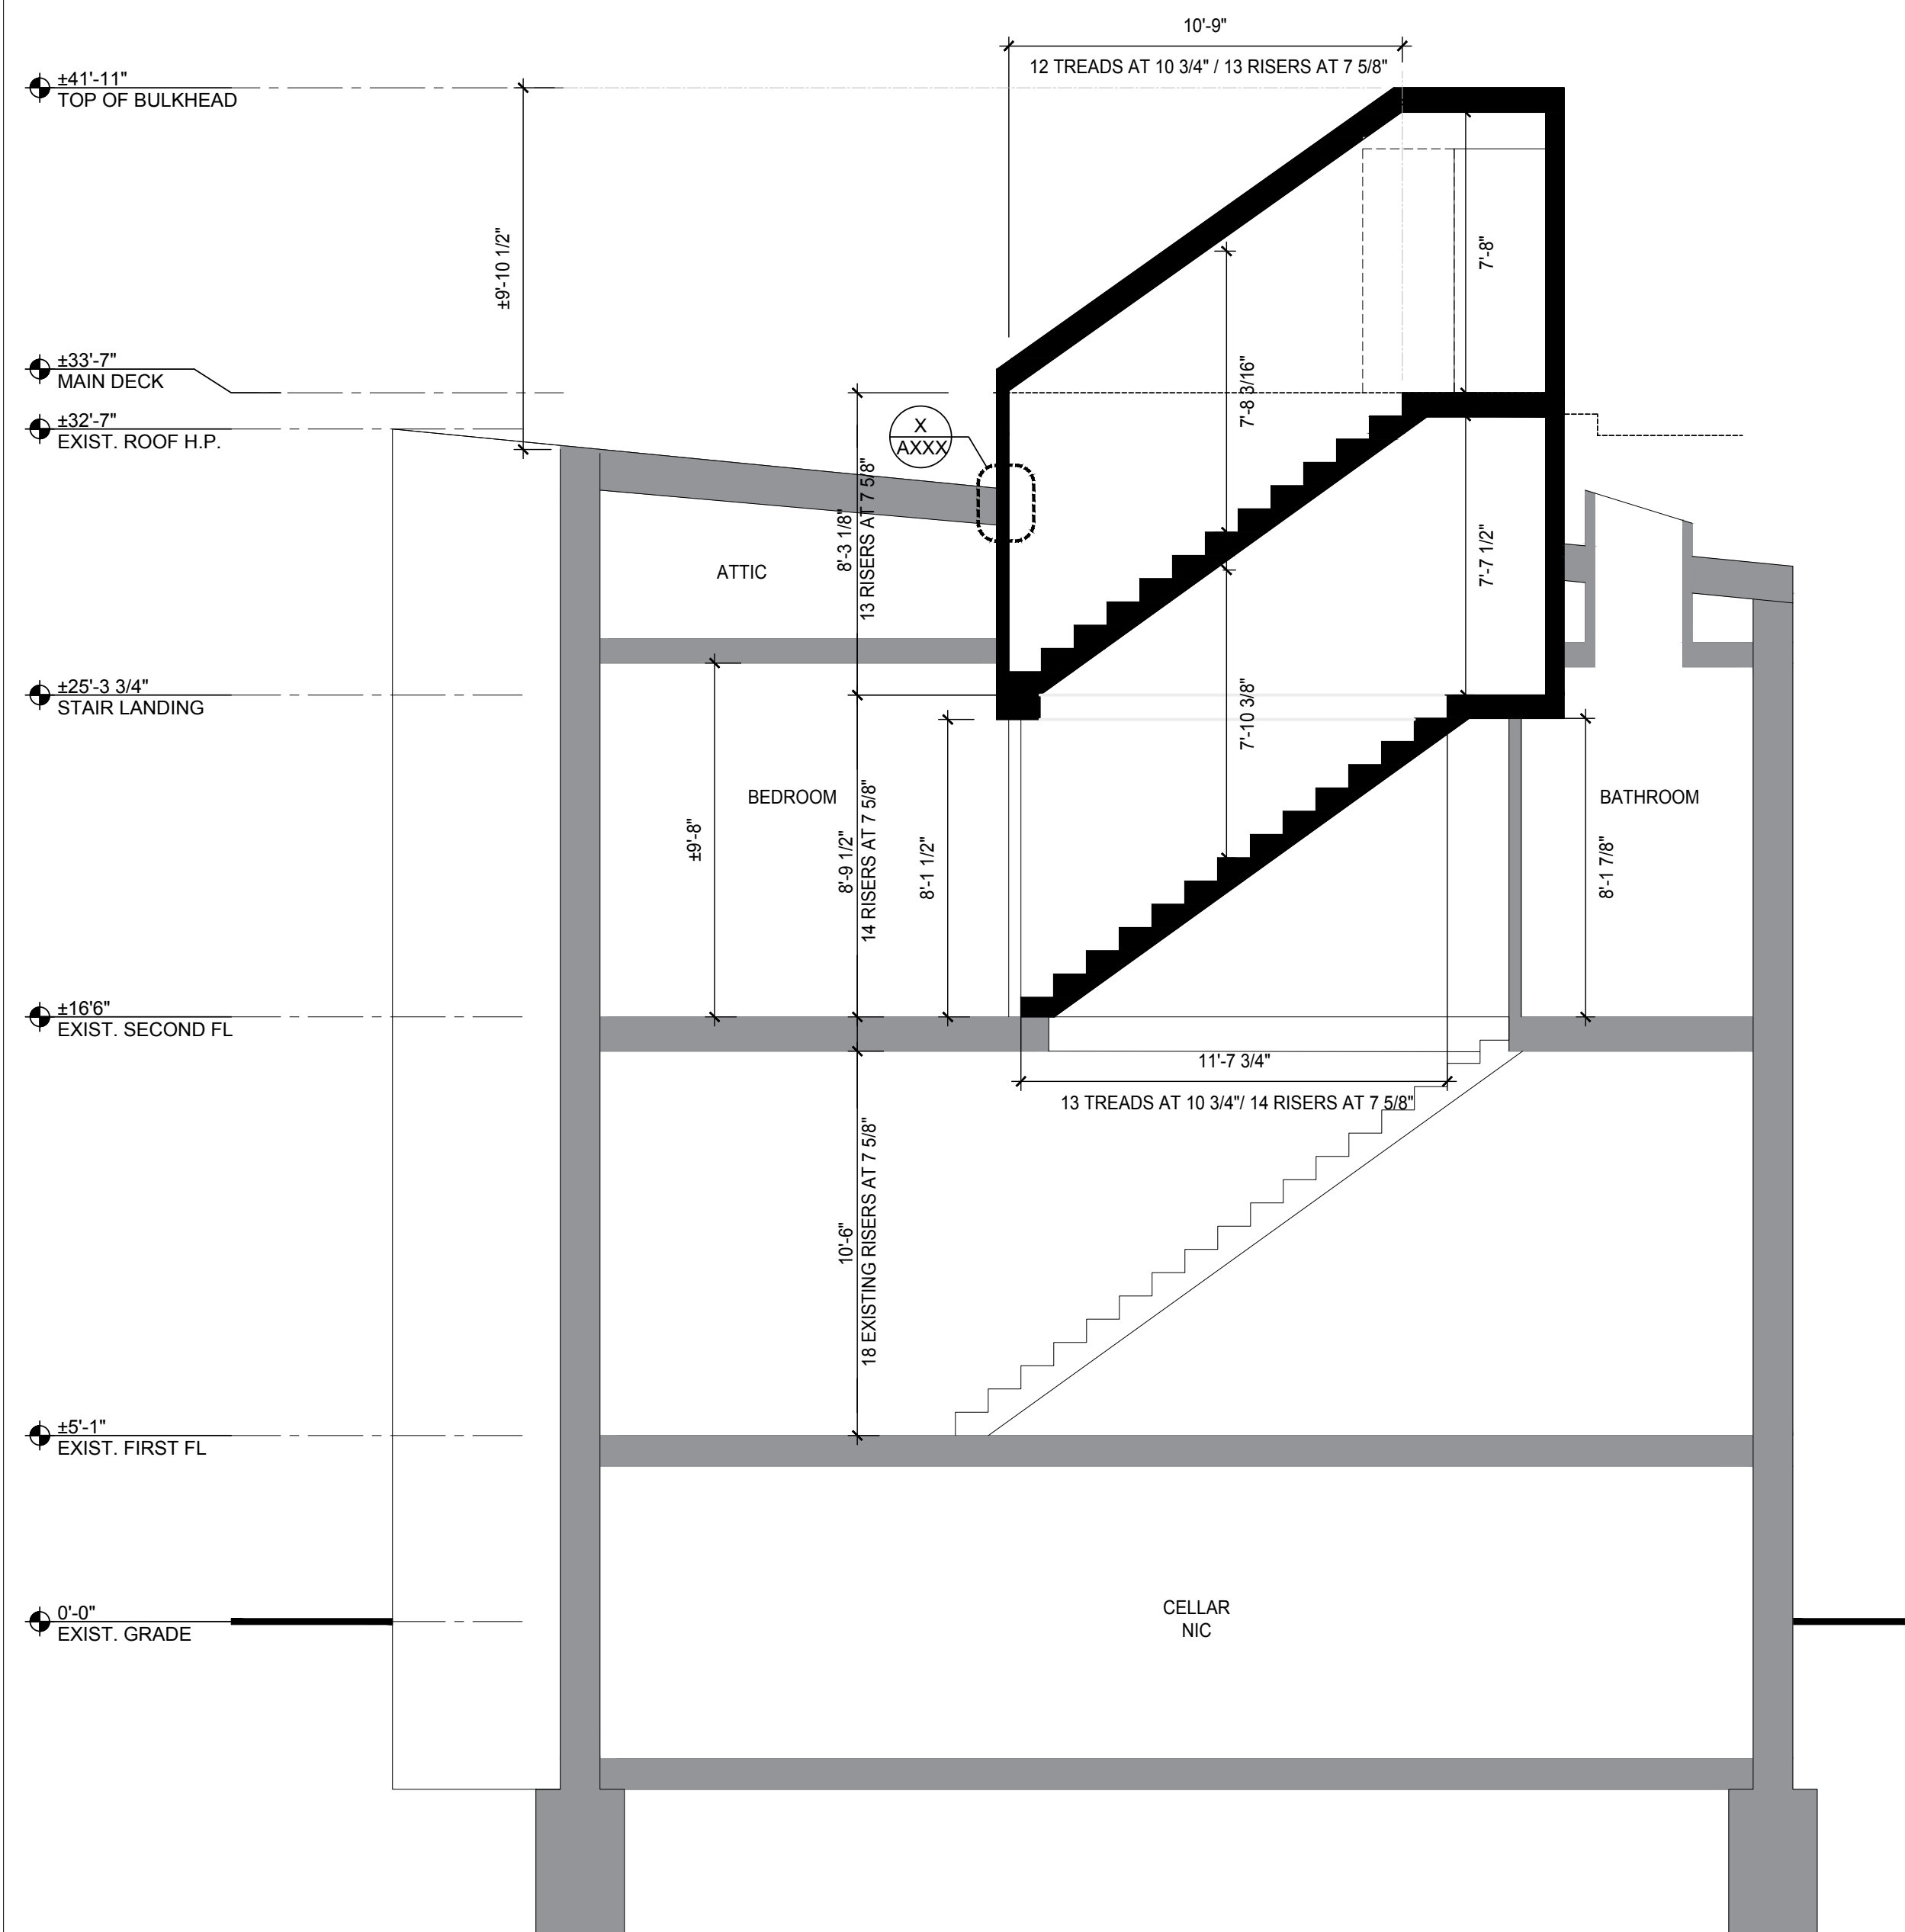 10'-9"
12 TREADS AT 10 3/4" / 13 RISERS AT 7 5/8"
±41'-11"
TOP OF BULKHEAD
±9'-10 1/2"
7'-8"
±33'-7"
MAIN DECK
7'-8 3/16"
±32'-7"
EXIST. ROOF H.P.
X
AXXX
8'-3 1/8"
13 RISERS AT 7 5/8"
7'-7 1/2"
ATTIC
±25'-3 3/4"
STAIR LANDING
7'-10 3/8"
BEDROOM
BATHROOM
±9'-8"
8'-9 1/2"
14 RISERS AT 7 5/8"
8'-1 1/2"
8'-1 7/8"
±16'6"
EXIST. SECOND FL
11'-7 3/4"
13 TREADS AT 10 3/4"/ 14 RISERS AT 7 5/8"
10'-6"
18 EXISTING RISERS AT 7 5/8"
±5'-1"
EXIST. FIRST FL
0'-0"
EXIST. GRADE
CELLAR
NIC